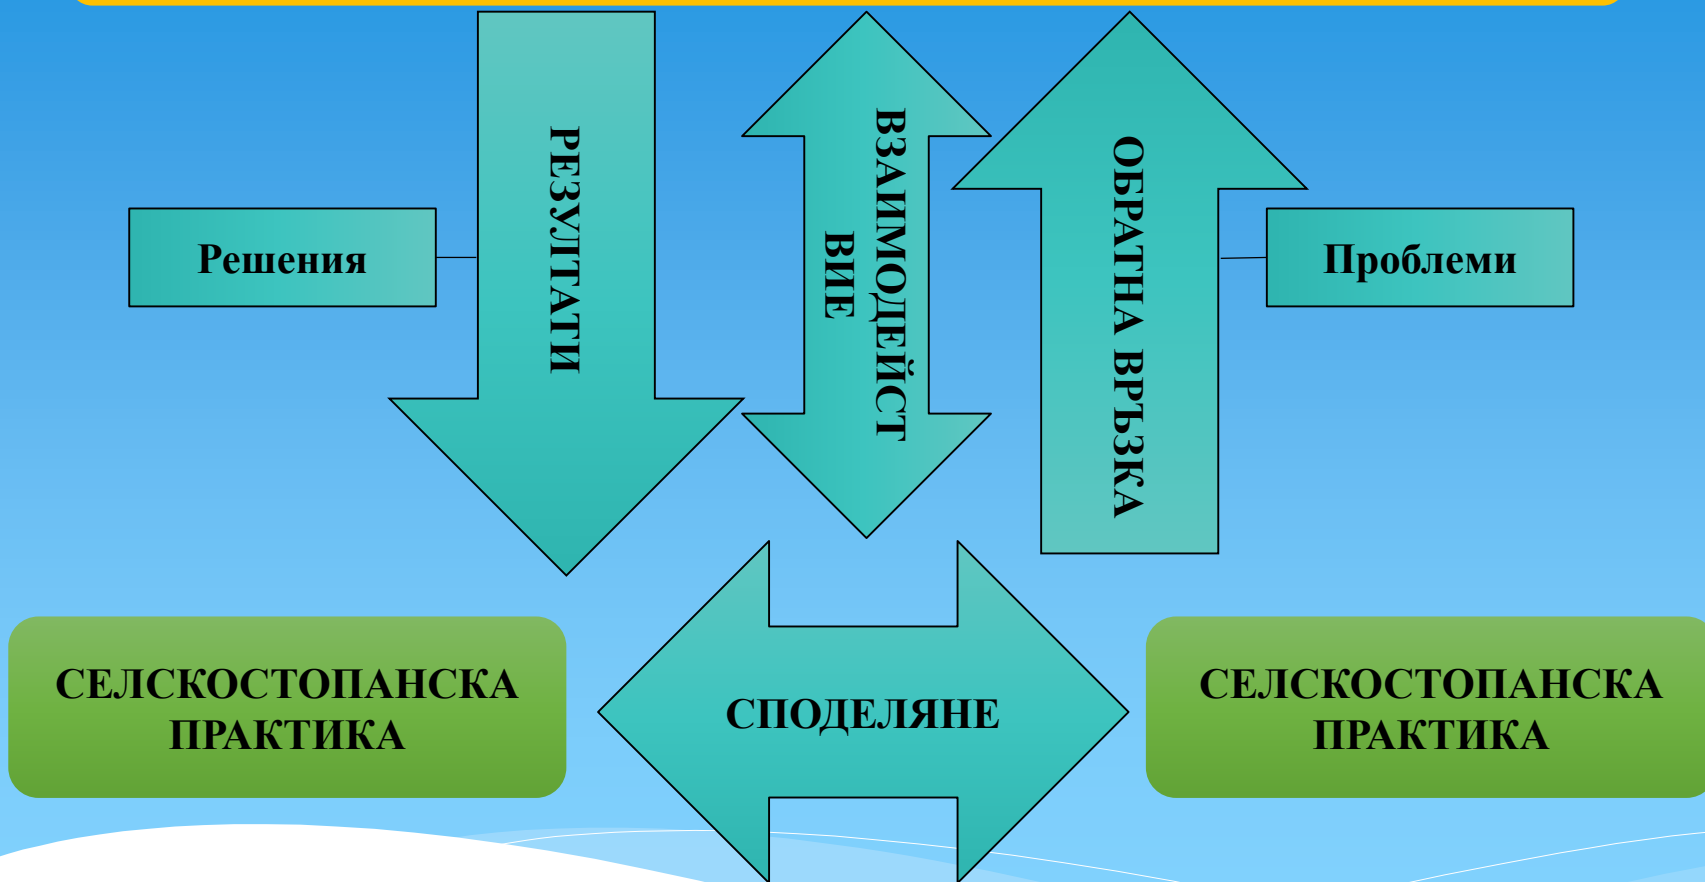 РЕЗУЛТАТИ
ВЗАИМОДЕЙСТ
ВИЕ
ОБРАТНА ВРЪЗКА
Решения
Проблеми
СЕЛСКОСТОПАНСКА
ПРАКТИКА
СПОДЕЛЯНЕ
СЕЛСКОСТОПАНСКА
ПРАКТИКА